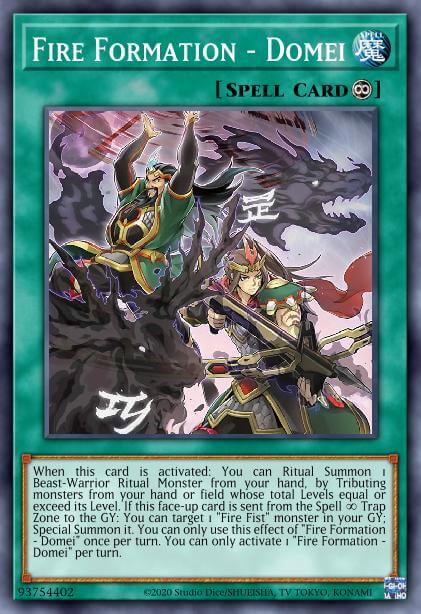 FIRE FORMATION - DOMEI
SPELL
魔
[SPELL CARD∞]
When this card is activated: You can Ritual Summon 1
Beast-Warrior Ritual Monster from your hand, by Tributing
monsters from your hand or field whose total Levels equal or
exceed its Level. If this face-up card is sent from the Spell ∞ Trap
Zone to the GY: You can target 1 "Fire Fist" monster in your GY;
Special Summon it. You can only use this effect of "Fire Formation
- Domei" once per turn. You can only activate 1 "Fire Formation -
Domei" per turn.
93754402
©2020 Studio Dice/SHUEISHA, TV TOKYO, KONAMI